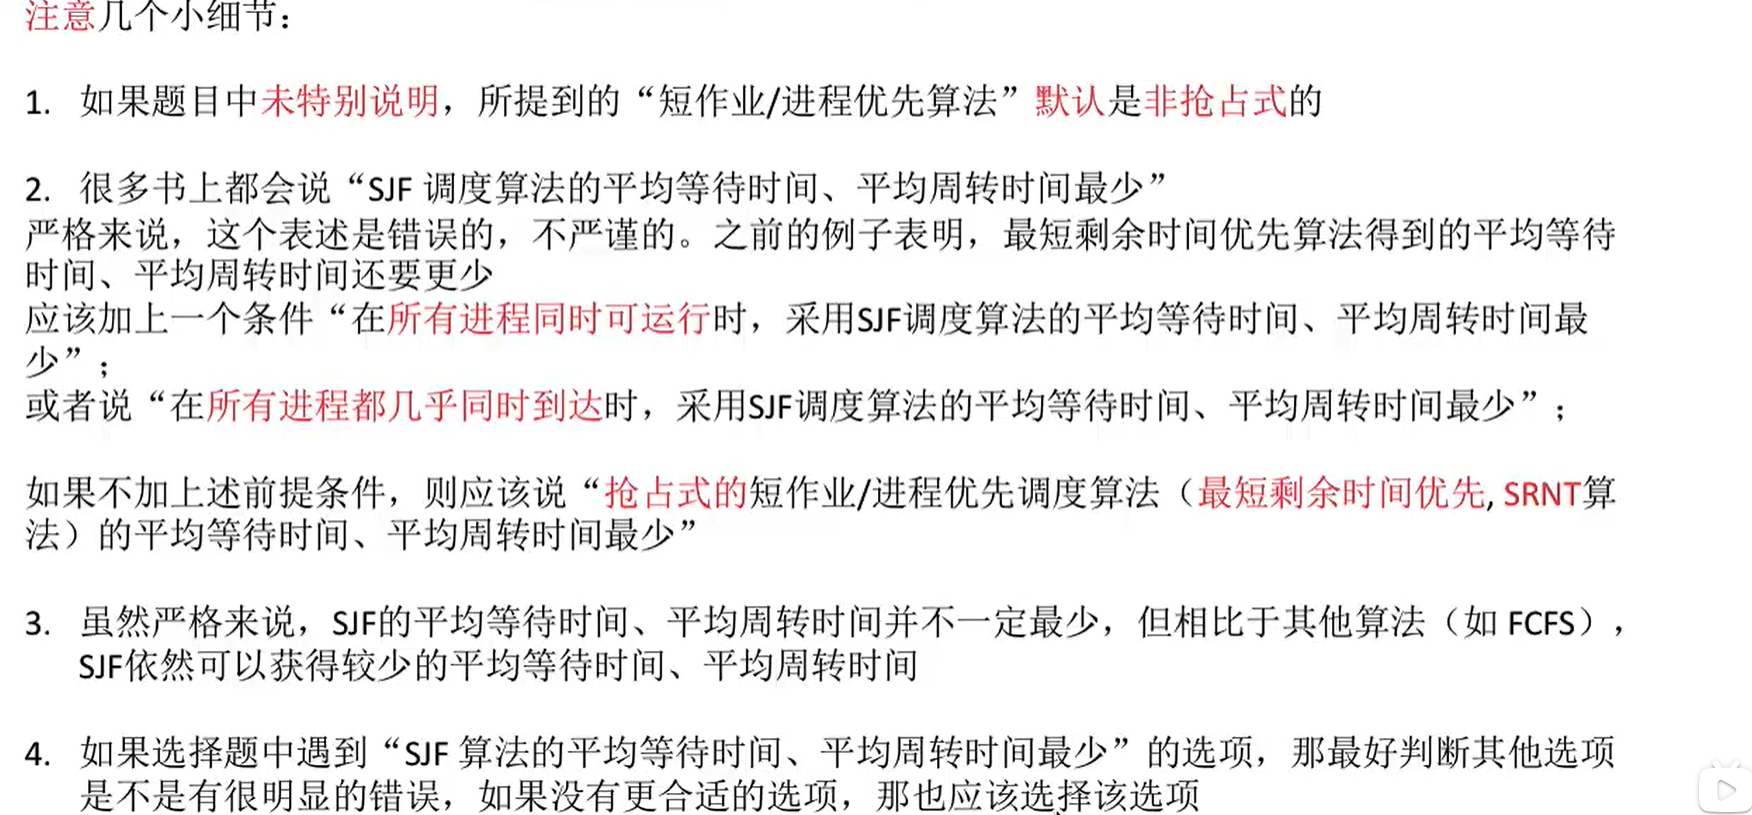 注意几个小细节：
1. 如果题目中未特别说明，所提到的“短作业/进程优先算法”默认是非抢占式的
2. 很多书上都会说“SJF 调度算法的平均等待时间、平均周转时间最少”
严格来说，这个表述是错误的，不严谨的。之前的例子表明，最短剩余时间优先算法得到的平均等待
时间、平均周转时间还要更少
应该加上一个条件“在所有进程同时可运行时，采用SJF调度算法的平均等待时间、平均周转时间最
少”；
或者说“在所有进程都几乎同时到达时，采用SJF调度算法的平均等待时间、平均周转时间最少”；
如果不加上述前提条件，则应该说“抢占式的短作业/进程优先调度算法（最短剩余时间优先, SRNT算
法）的平均等待时间、平均周转时间最少”
3. 虽然严格来说，SJF的平均等待时间、平均周转时间并不一定最少，但相比于其他算法（如 FCFS），
SJF依然可以获得较少的平均等待时间、平均周转时间
4. 如果选择题中遇到“SJF 算法的平均等待时间、平均周转时间最少”的选项，那最好判断其他选项
是不是有很明显的错误，如果没有更合适的选项，那也应该选择该选项